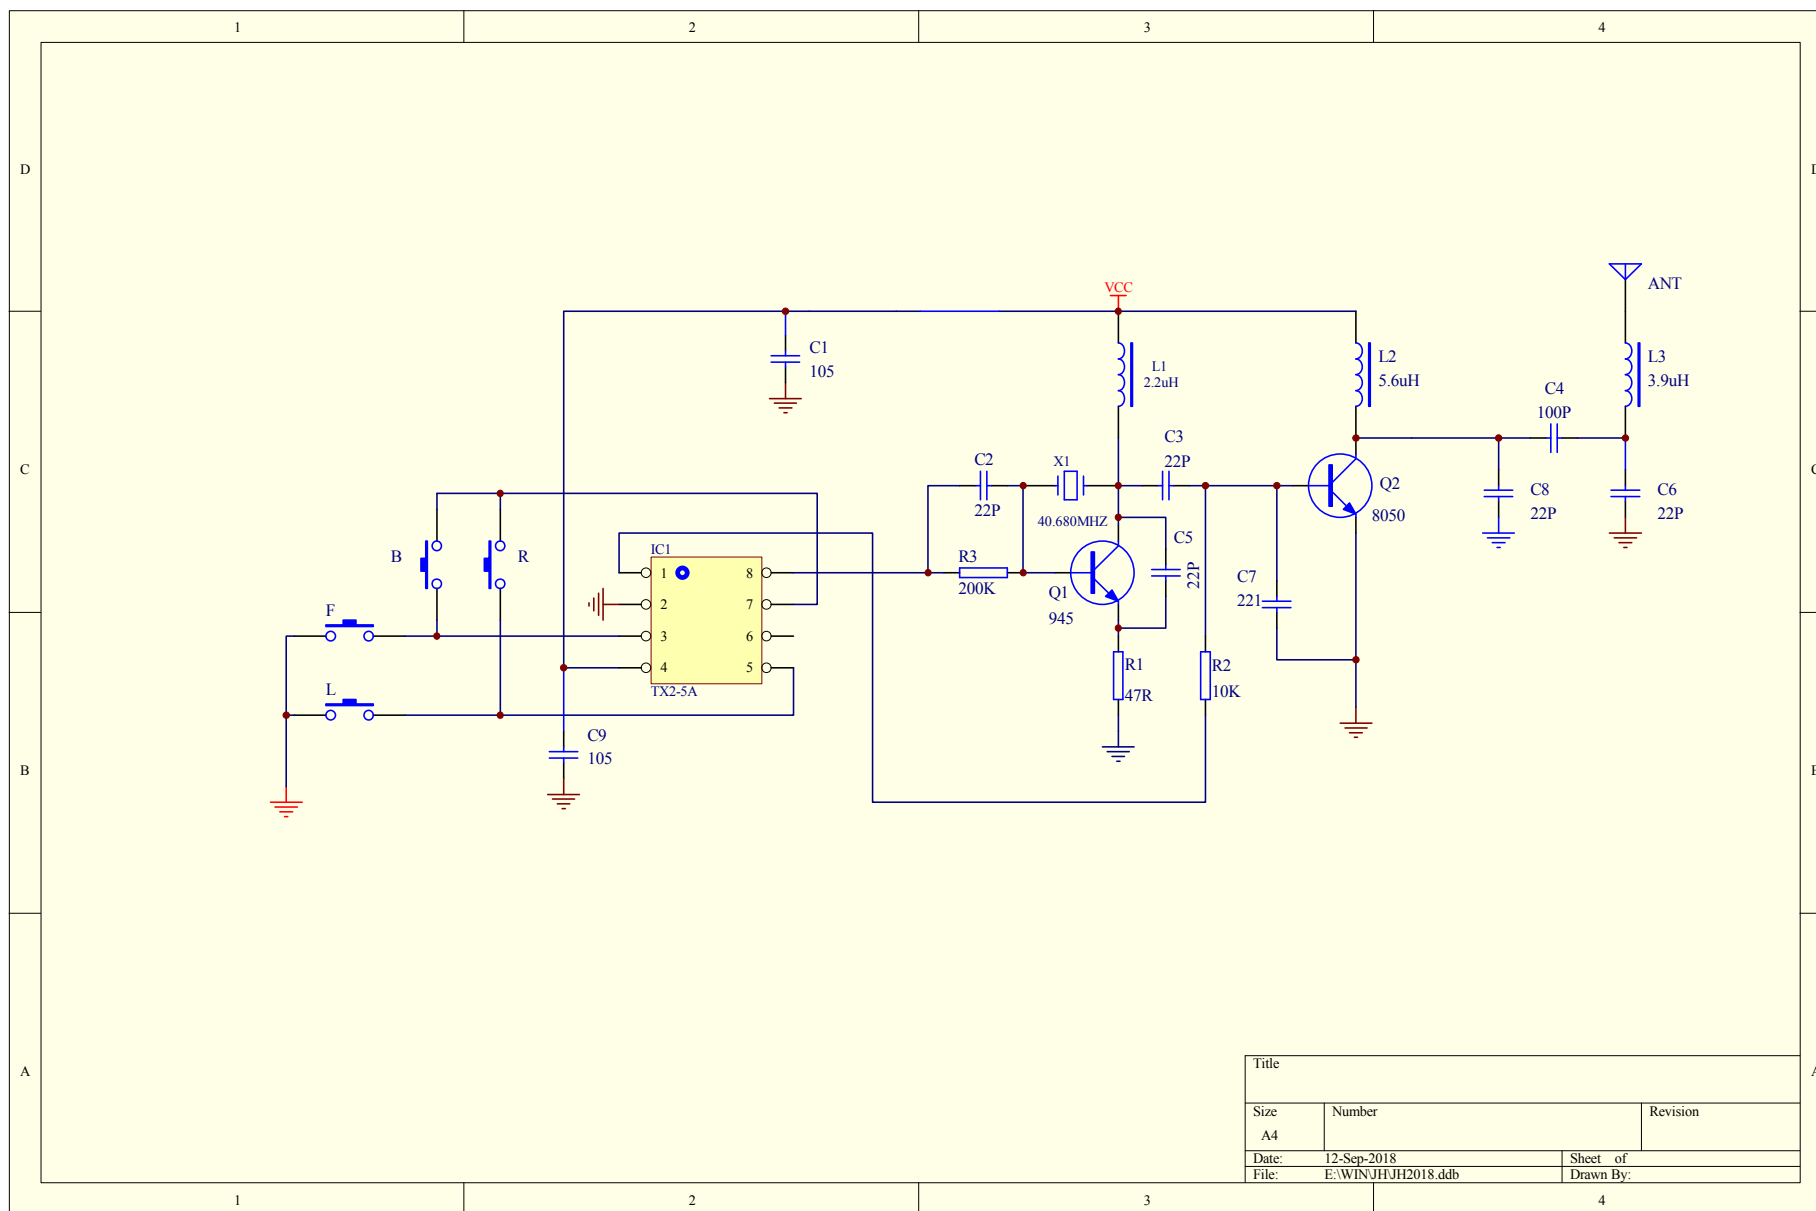 1 2 3 4
D D
VCC
ANT
C1
105
L1
2.2uH
L2
5.6uH
L3
3.9uH
C4
100P
C3
22P
C2
22P
X1
40.680MHZ
C C
Q2
8050
C8
22P
C6
22P
B
R
IC1
1 8
2 7
3 6
4 5
TX2-5A
R3
200K
Q1
945
C5
22P
C7
221
F
L
R1
47R
R2
10K
C9
105
B B
A A
Title
Size Number Revision
A4
Date: 12-Sep-2018 Sheet of
File: E:\WIN\JH\JH2018.ddb Drawn By:
1 2 3 4